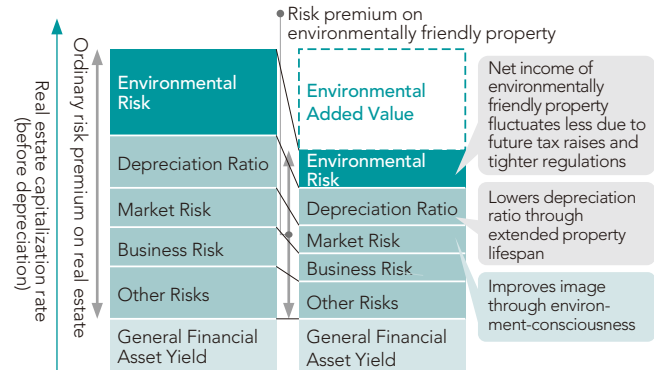 Risk premium on
environmentally friendly property
Real estate capitalization rate
(before depreciation)
Ordinary risk premium on real estate
Environmental
Risk
Depreciation Ratio
Market Risk
Business Risk
Other Risks
General Financial
Asset Yield
Environmental
Added Value
Environmental
Risk
Depreciation Ratio
Market Risk
Business Risk
Other Risks
General Financial
Asset Yield
Net income of
environmentally
friendly property
fluctuates less due to
future tax raises and
tighter regulations
Lowers depreciation
ratio through
extended property
lifespan
Improves image
through environ-
ment-consciousness